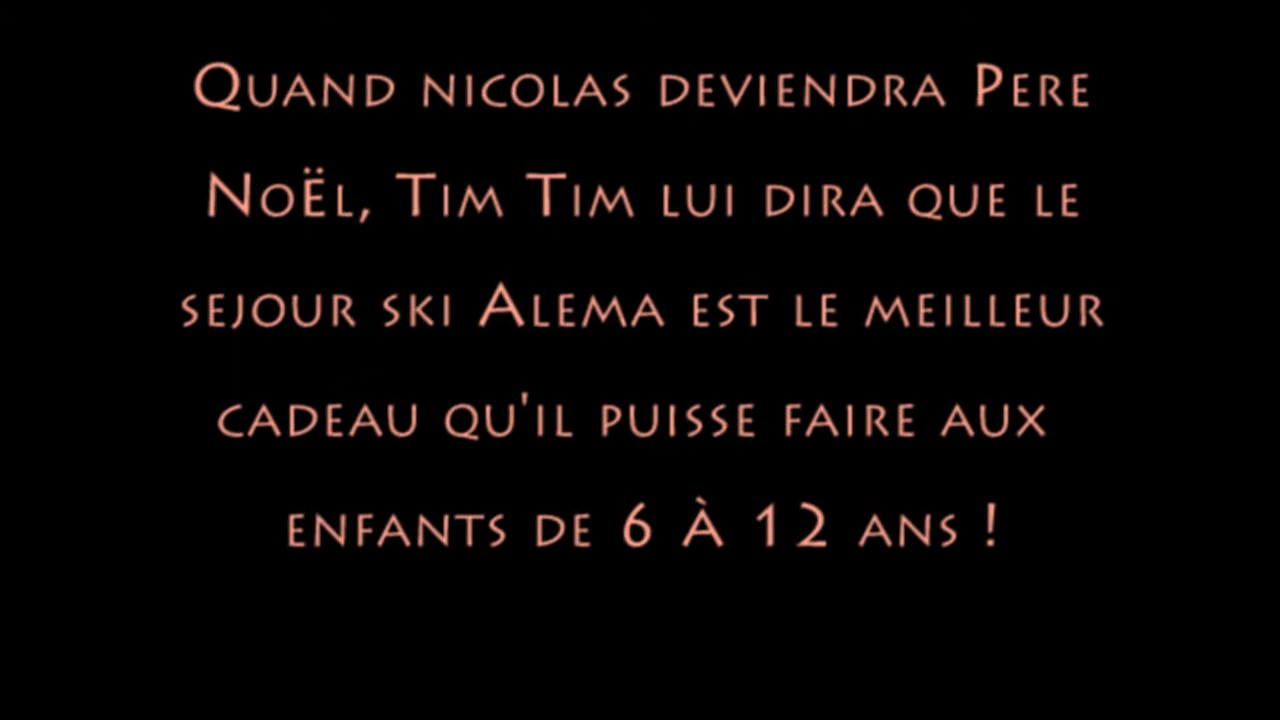 Quand nicolas deviendra Pere
Noël, Tim Tim lui dira que le
sejour ski Alema est le meilleur
cadeau qu'il puisse faire aux
enfants de 6 à 12 ans !